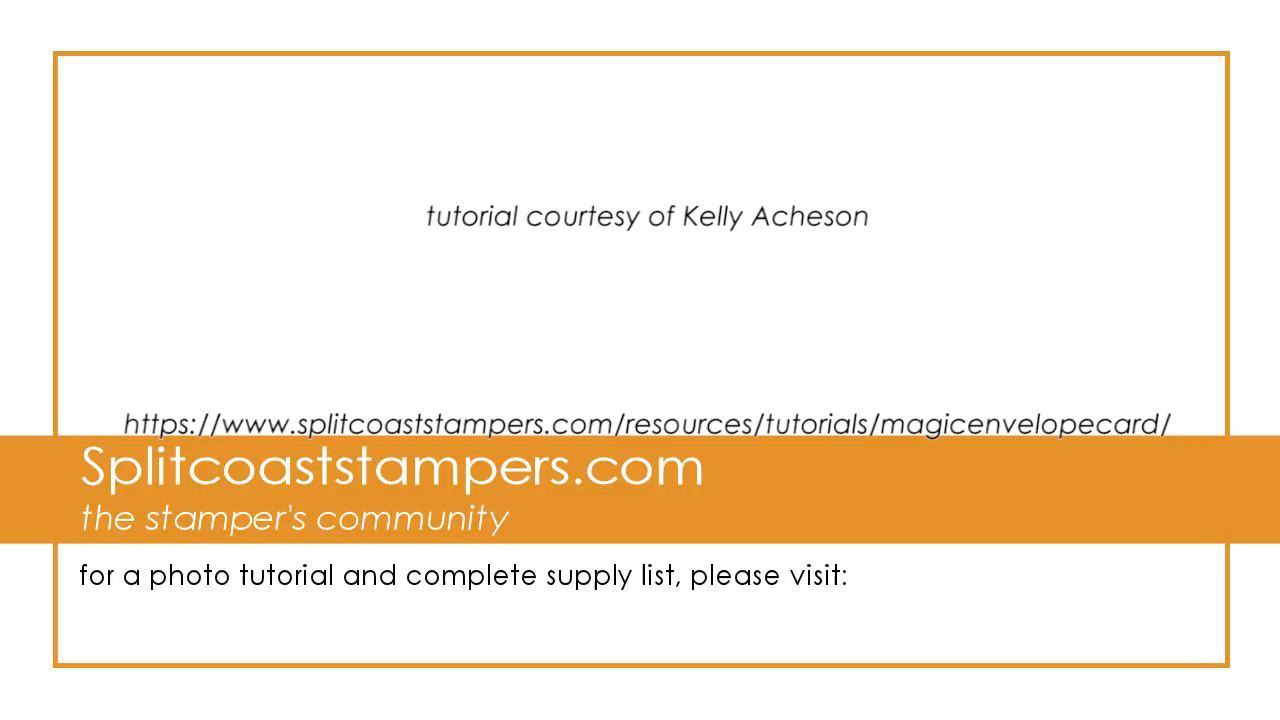 tutorial courtesy of Kelly Acheson
https://www.splitcoaststampers.com/resources/tutorials/magicenvelopecard/
Splitcoaststampers.com
the stamper's community
for a photo tutorial and complete supply list, please visit: